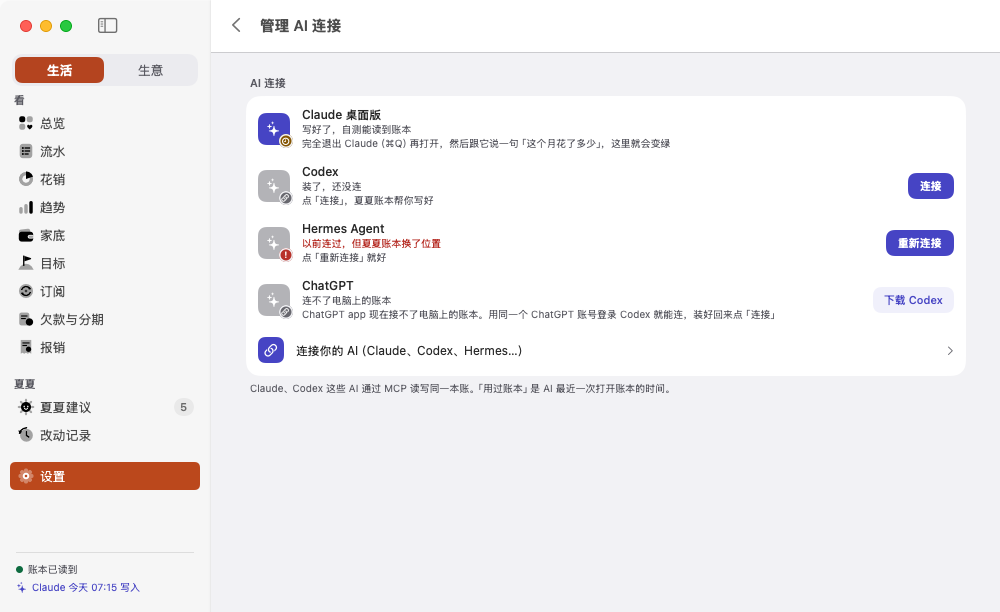 生活
生意
看
总览
流水
花销
趋势
家底
目标
订阅
欠款与分期
报销
夏夏
夏夏建议
5
改动记录
设置
账本已读到
Claude 今天 07:15 写入
管理 AI 连接
AI 连接
Claude 桌面版
写好了，自测能读到账本
完全退出 Claude (⌘Q) 再打开，然后跟它说一句「这个月花了多少」，这里就会变绿
Codex
装了，还没连
点「连接」，夏夏账本帮你写好
连接
Hermes Agent
以前连过，但夏夏账本换了位置
点「重新连接」就好
重新连接
ChatGPT
连不了电脑上的账本
ChatGPT app 现在接不了电脑上的账本。用同一个 ChatGPT 账号登录 Codex 就能连，装好回来点「连接」
下载 Codex
连接你的 AI (Claude、Codex、Hermes...)
Claude、Codex 这些 AI 通过 MCP 读写同一本账。「用过账本」是 AI 最近一次打开账本的时间。